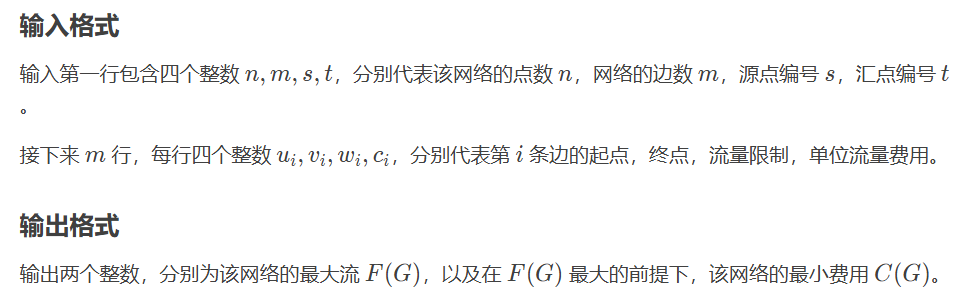 输入格式
输入第一行包含四个整数 n, m, s, t，分别代表该网络的点数 n，网络的边数 m，源点编号 s，汇点编号 t
。
接下来 m 行，每行四个整数 uᵢ, vᵢ, wᵢ, cᵢ，分别代表第 i 条边的起点，终点，流量限制，单位流量费用。
输出格式
输出两个整数，分别为该网络的最大流 F(G)，以及在 F(G) 最大的前提下，该网络的最小费用 C(G)。